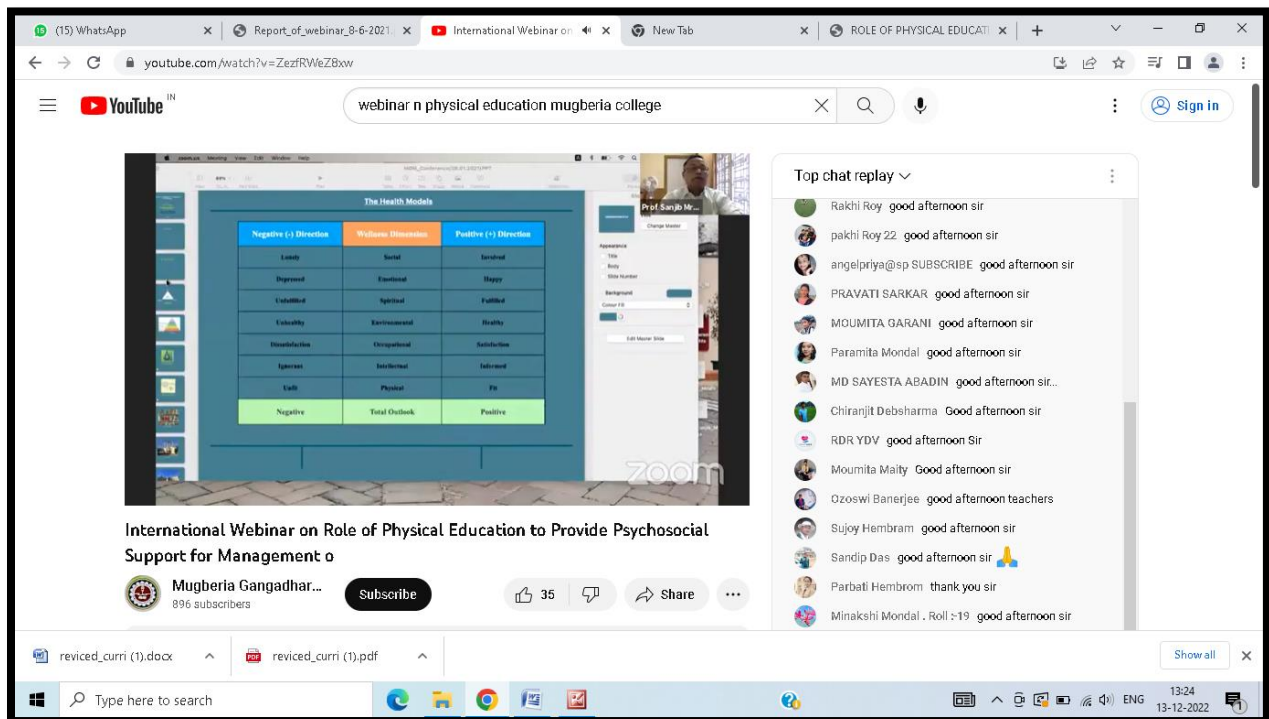 (15) WhatsApp
Report_of_webinar_8-6-2021.
International Webinar on
New Tab
ROLE OF PHYSICAL EDUCATI
youtube.com/watch?v=ZezfRWeZ8xw
YouTube IN
webinar n physical education mugberia college
Sign in
zoom.us Meeting View Edit Window Help
The Health Models
Prof Sanjib Mr...
Change Master
Negative (-) Direction Wellness Dimension Positive (+) Direction
Lonely Social Involved
Depressed Emotional Happy
Unfulfilled Spiritual Fulfilled
Unhealthy Environmental Healthy
Dissatisfaction Occupational Satisfaction
Ignorant Intellectual Informed
Unfit Physical Fit
Negative Total Outlook Positive
Appearance
Title
Body
Slide Number
Background
Colour Fill
Edit Master Slide
zoom
International Webinar on Role of Physical Education to Provide Psychosocial
Support for Management o
Mugberia Gangadhar...
896 subscribers
Subscribe
35
Share
Top chat replay
Rakhi Roy good afternoon sir
pakhi Roy 22 good afternoon sir
angelpriya@sp SUBSCRIBE good afternoon sir
PRAVATI SARKAR good afternoon sir
MOUMITA GARANI good afternoon sir
Paramita Mondal good afternoon sir
MD SAYESTA ABADIN good afternoon sir...
Chiranjit Debsharma Good afternoon sir
RDR YDV good afternoon Sir
Moumita Maity Good afternoon sir
Ozoswi Banerjee good afternoon teachers
Sujoy Hembram good afternoon sir
Sandip Das good afternoon sir 🙏
Parbati Hembrom thank you sir
Minakshi Mondal . Roll :-19 good afternoon sir
reviced_curri (1).docx
reviced_curri (1).pdf
Show all
Type here to search
ENG
13:24
13-12-2022